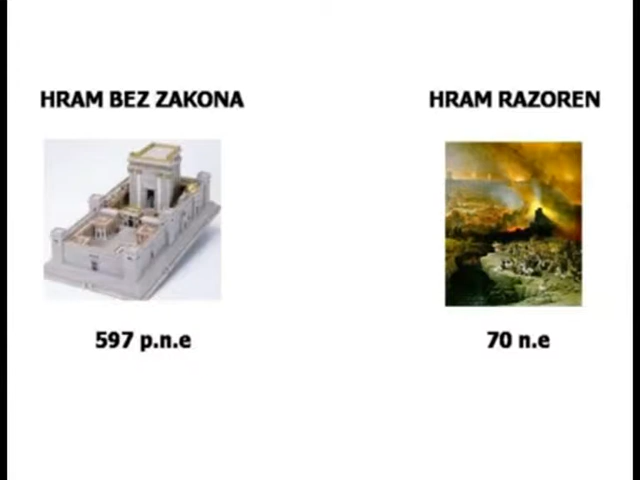 HRAM BEZ ZAKONA
HRAM RAZOREN
597 p.n.e
70 n.e